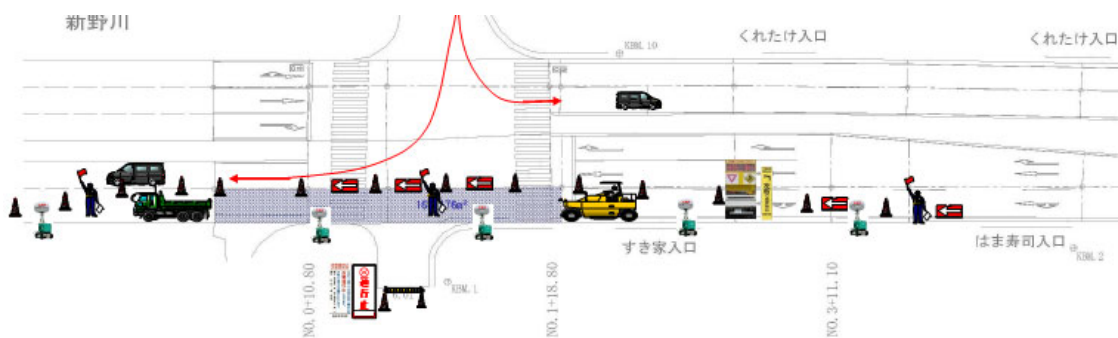 新野川
KBM.10
くれたけ入口
くれたけ入口
すき家入口
はま寿司入口
KBM.2
KBM.1
NO.0+10.80
NO.1+18.80
NO.3+11.10